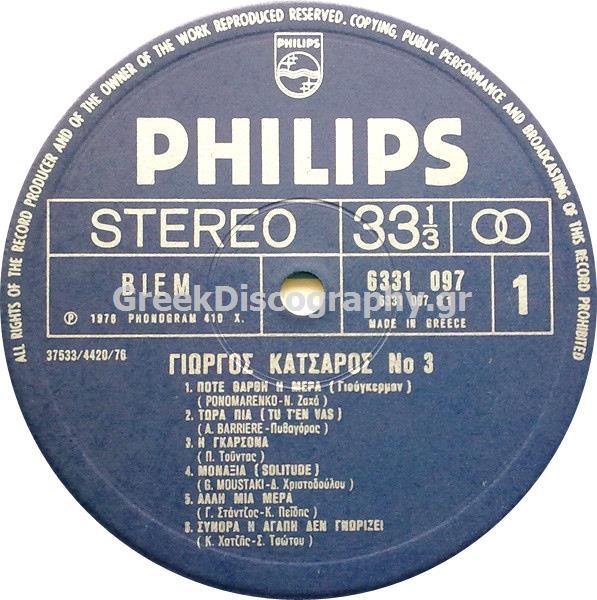 ALL RIGHTS OF THE RECORD PRODUCER AND OF THE OWNER OF THE WORK REPRODUCED RESERVED. COPYING, PUBLIC PERFORMANCE AND BROADCASTING OF THIS RECORD PROHIBITED
PHILIPS
PHILIPS
STEREO 33 1/3
BIEM 6331 097 1
GreekDiscography.gr
℗ 1976 PHONOGRAM 410 X. MADE IN GREECE
37533/4420/76
ΓΙΩΡΓΟΣ ΚΑΤΣΑΡΟΣ Νο 3
1. ΠΟΤΕ ΘΑΡΘΗ Η ΜΕΡΑ (Γιούγκερμαν)
( PONOMARENKO - Ν. Ζαχά )
2. ΤΩΡΑ ΠΙΑ (TU T'EN VAS)
( A. BARRIERE - Πυθαγόρας )
3. Η ΓΚΑΡΣΟΝΑ
( Π. Τούντας )
4. ΜΟΝΑΞΙΑ (SOLITUDE)
( G. MOUSTAKI - Δ. Χριστοδούλου )
5. ΑΛΛΗ ΜΙΑ ΜΕΡΑ
( Γ. Στάντζος - Κ. Πεΐδης )
6. ΣΥΝΟΡΑ Η ΑΓΑΠΗ ΔΕΝ ΓΝΩΡΙΖΕΙ
( Κ. Χατζής - Σ. Τσώτου )